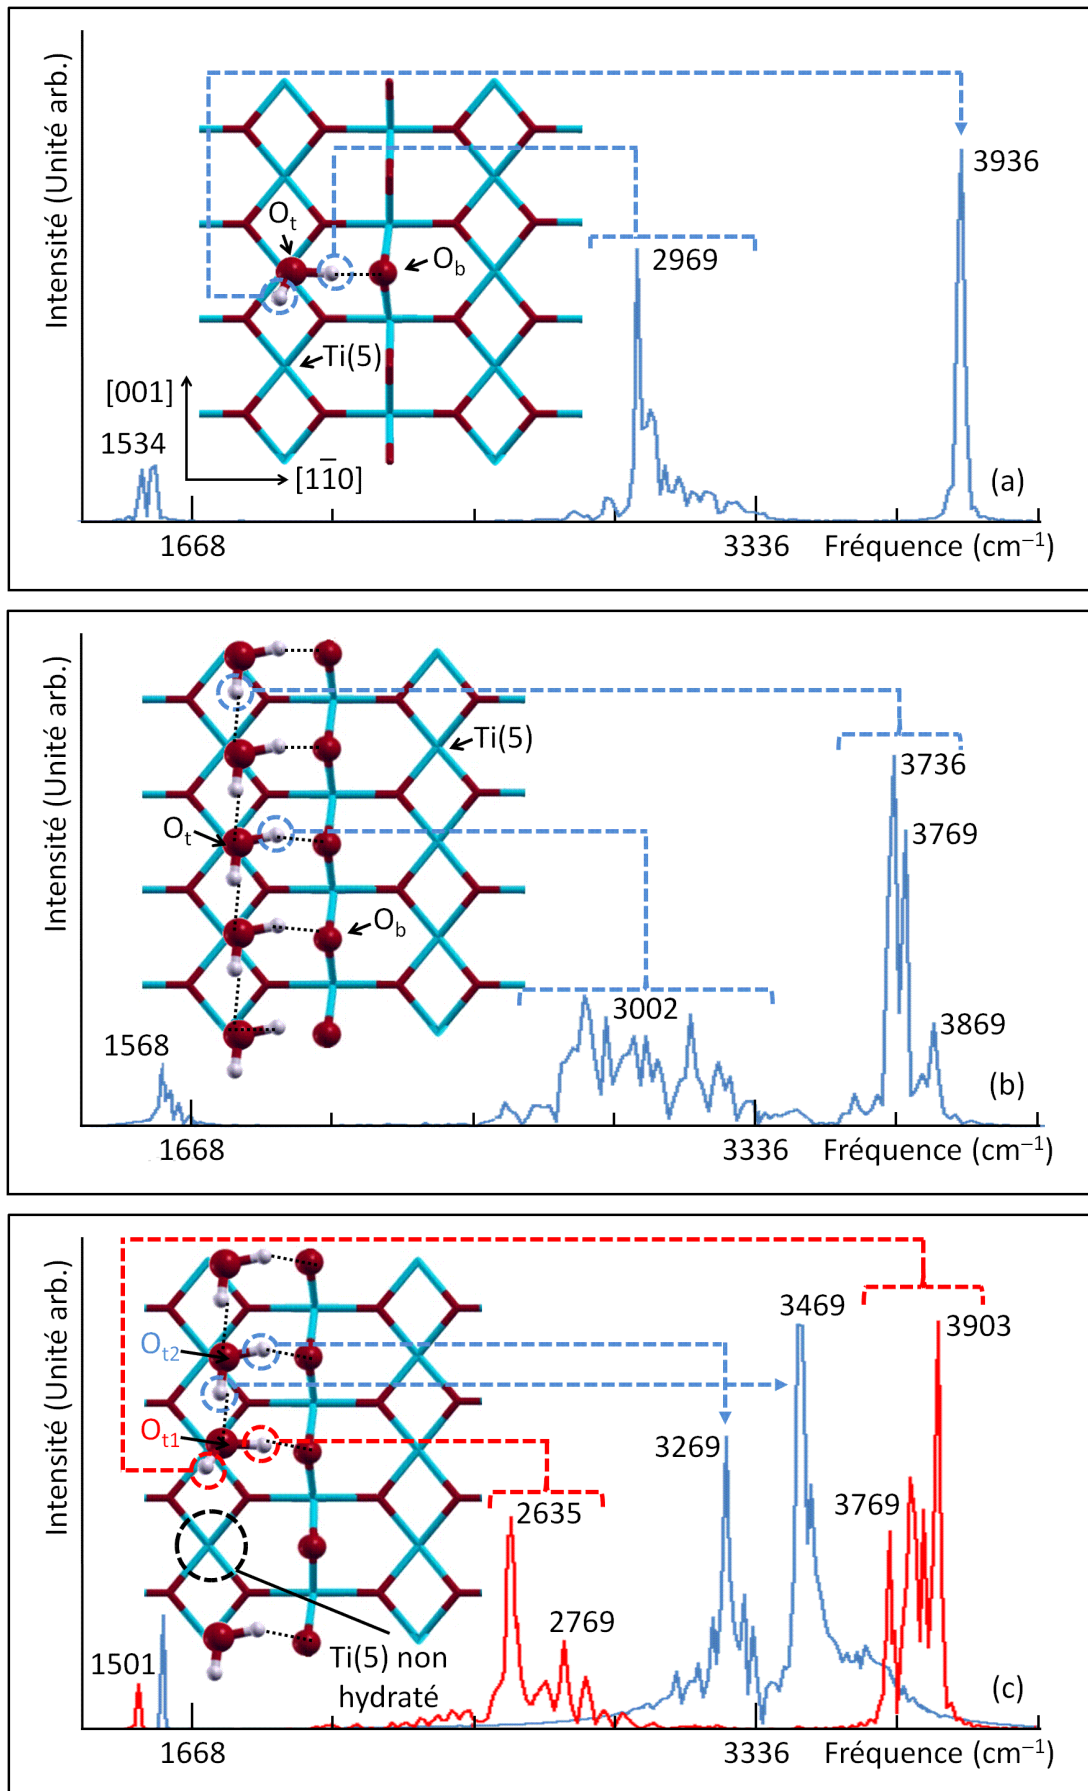 Intensité (Unité arb.)
3936
Ot
Ob
2969
Ti(5)
[001]
1534
[11̅0]
(a)
1668
3336
Fréquence (cm−1)
Intensité (Unité arb.)
Ti(5)
3736
Ot
3769
Ob
3002
1568
3869
(b)
1668
3336
Fréquence (cm−1)
Intensité (Unité arb.)
3469
3903
Ot2
Ot1
3269
2635
3769
2769
1501
Ti(5) non
hydraté
(c)
1668
3336
Fréquence (cm−1)